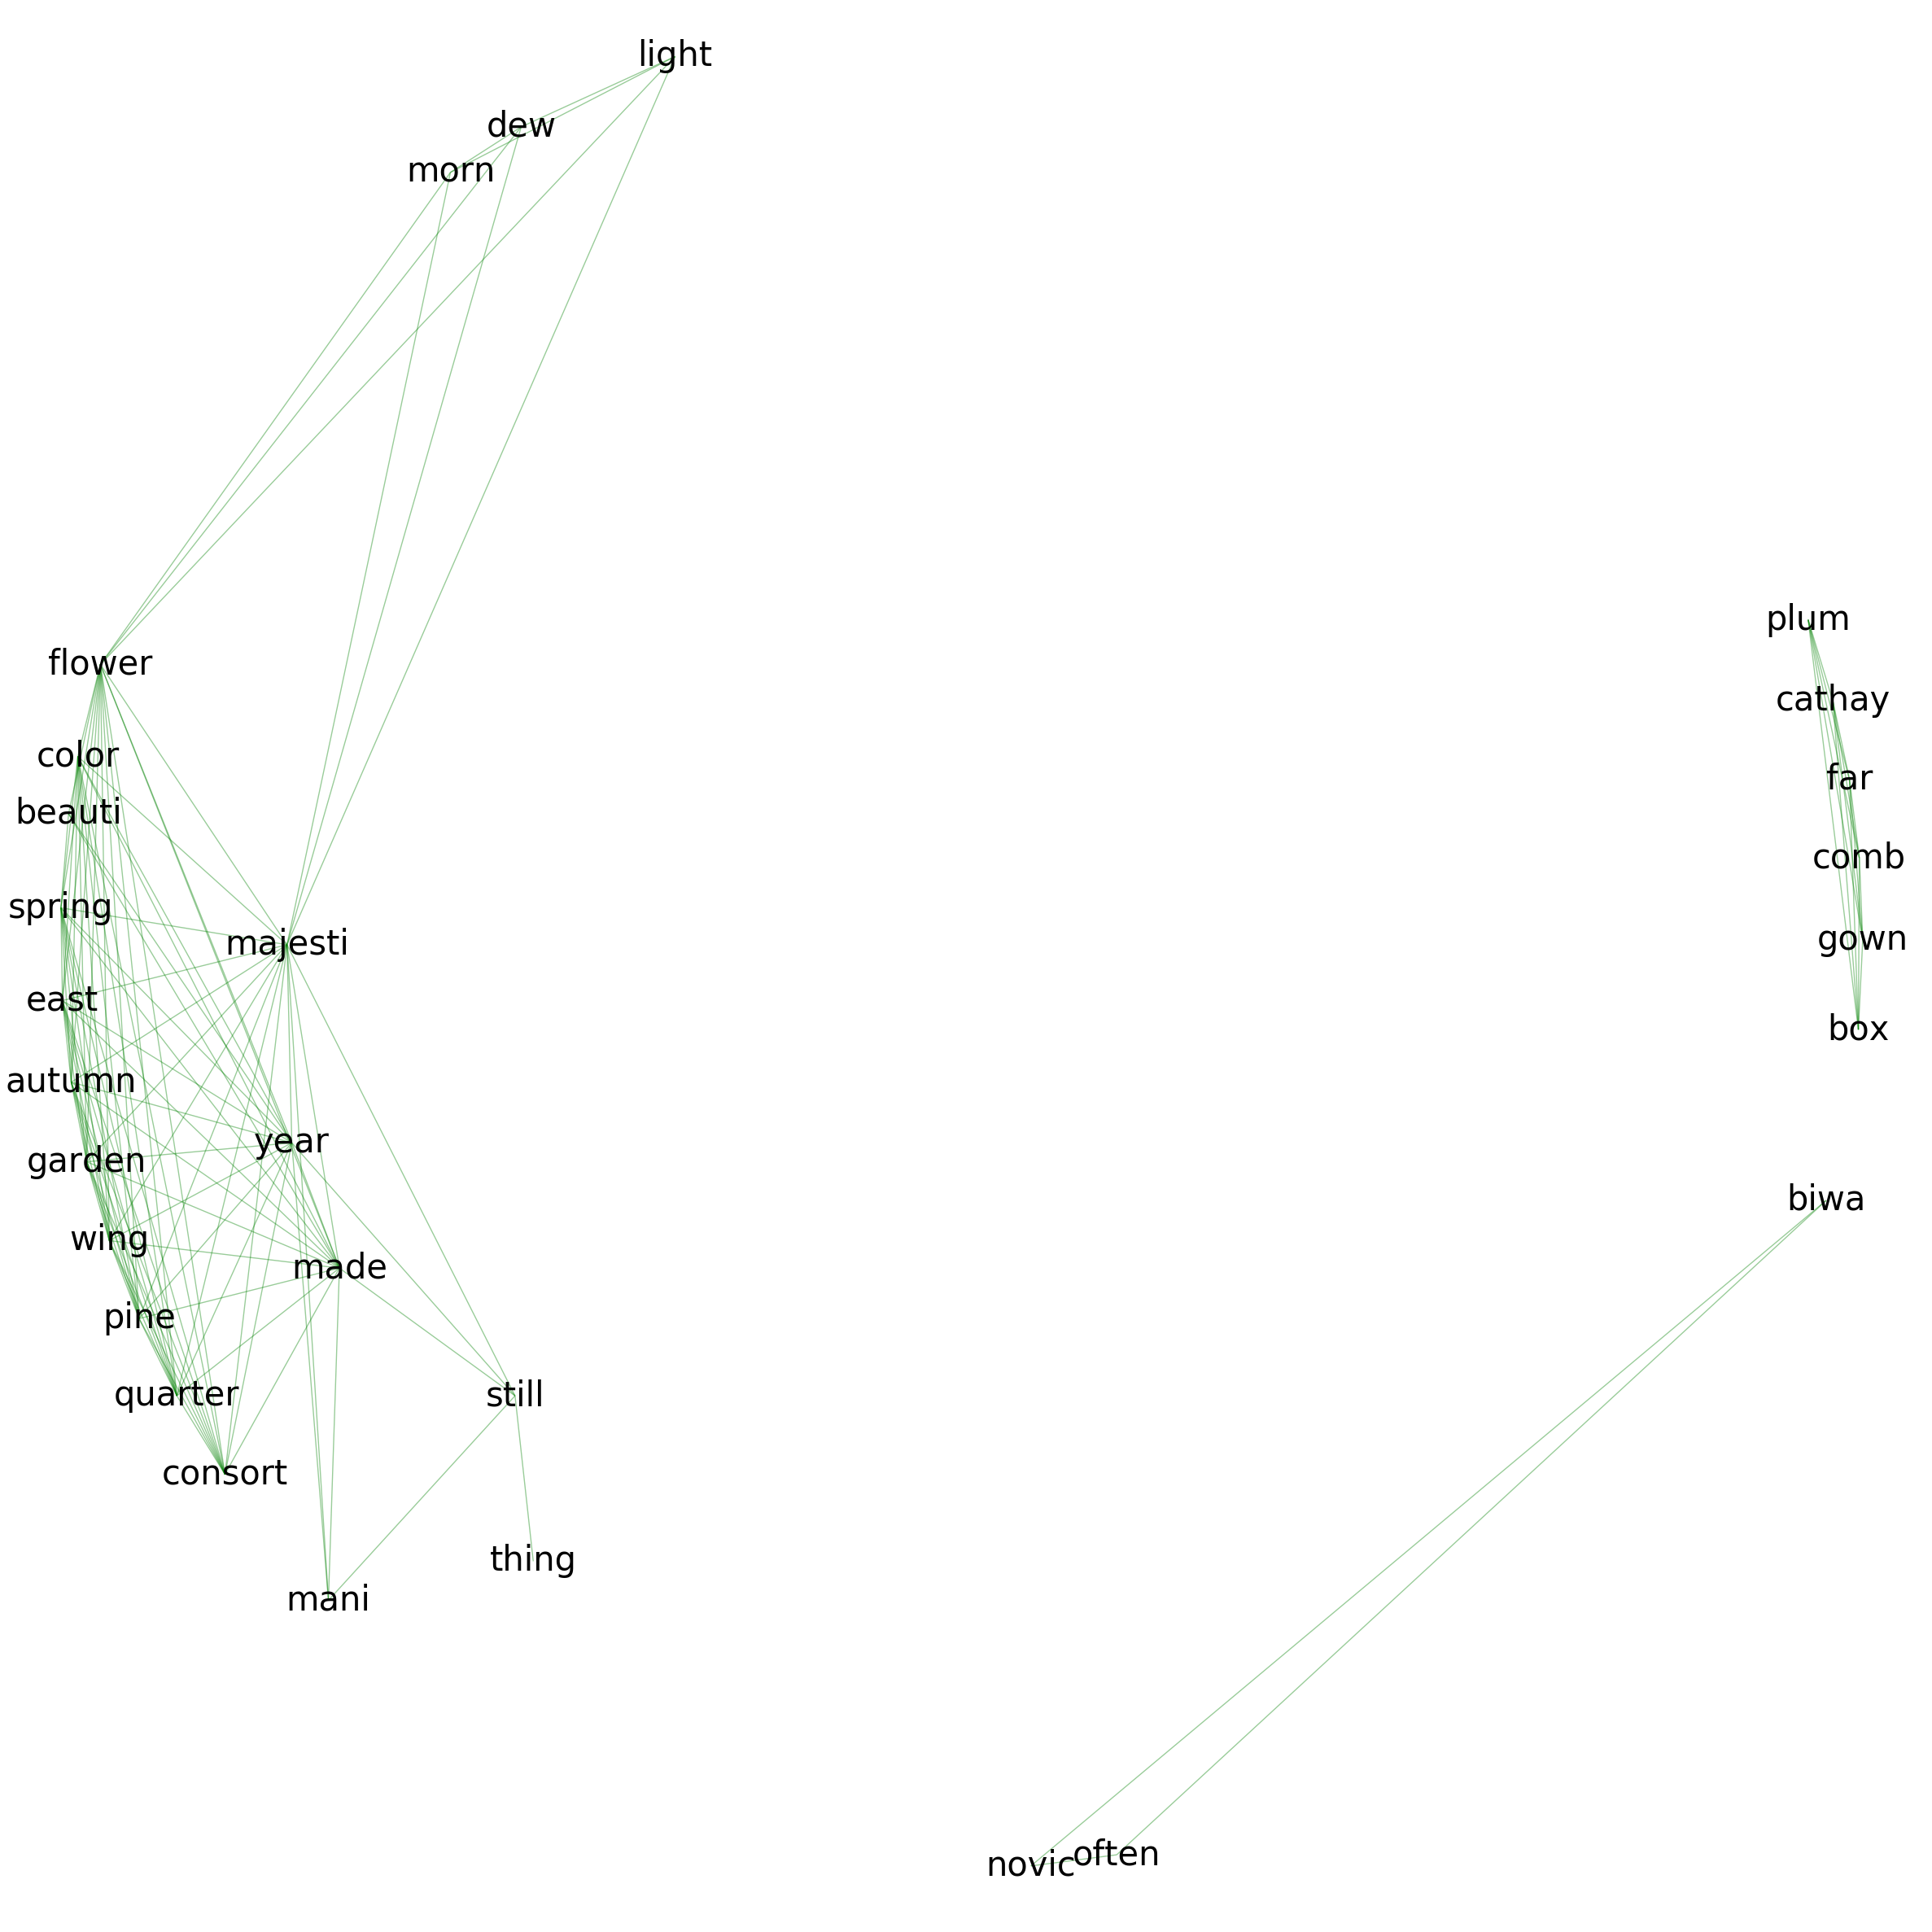 light
dew
morn
plum
flower
cathay
color
far
beauti
comb
spring
gown
majesti
east
box
autumn
year
garden
biwa
wing
made
pine
quarter
still
consort
thing
mani
often
novic